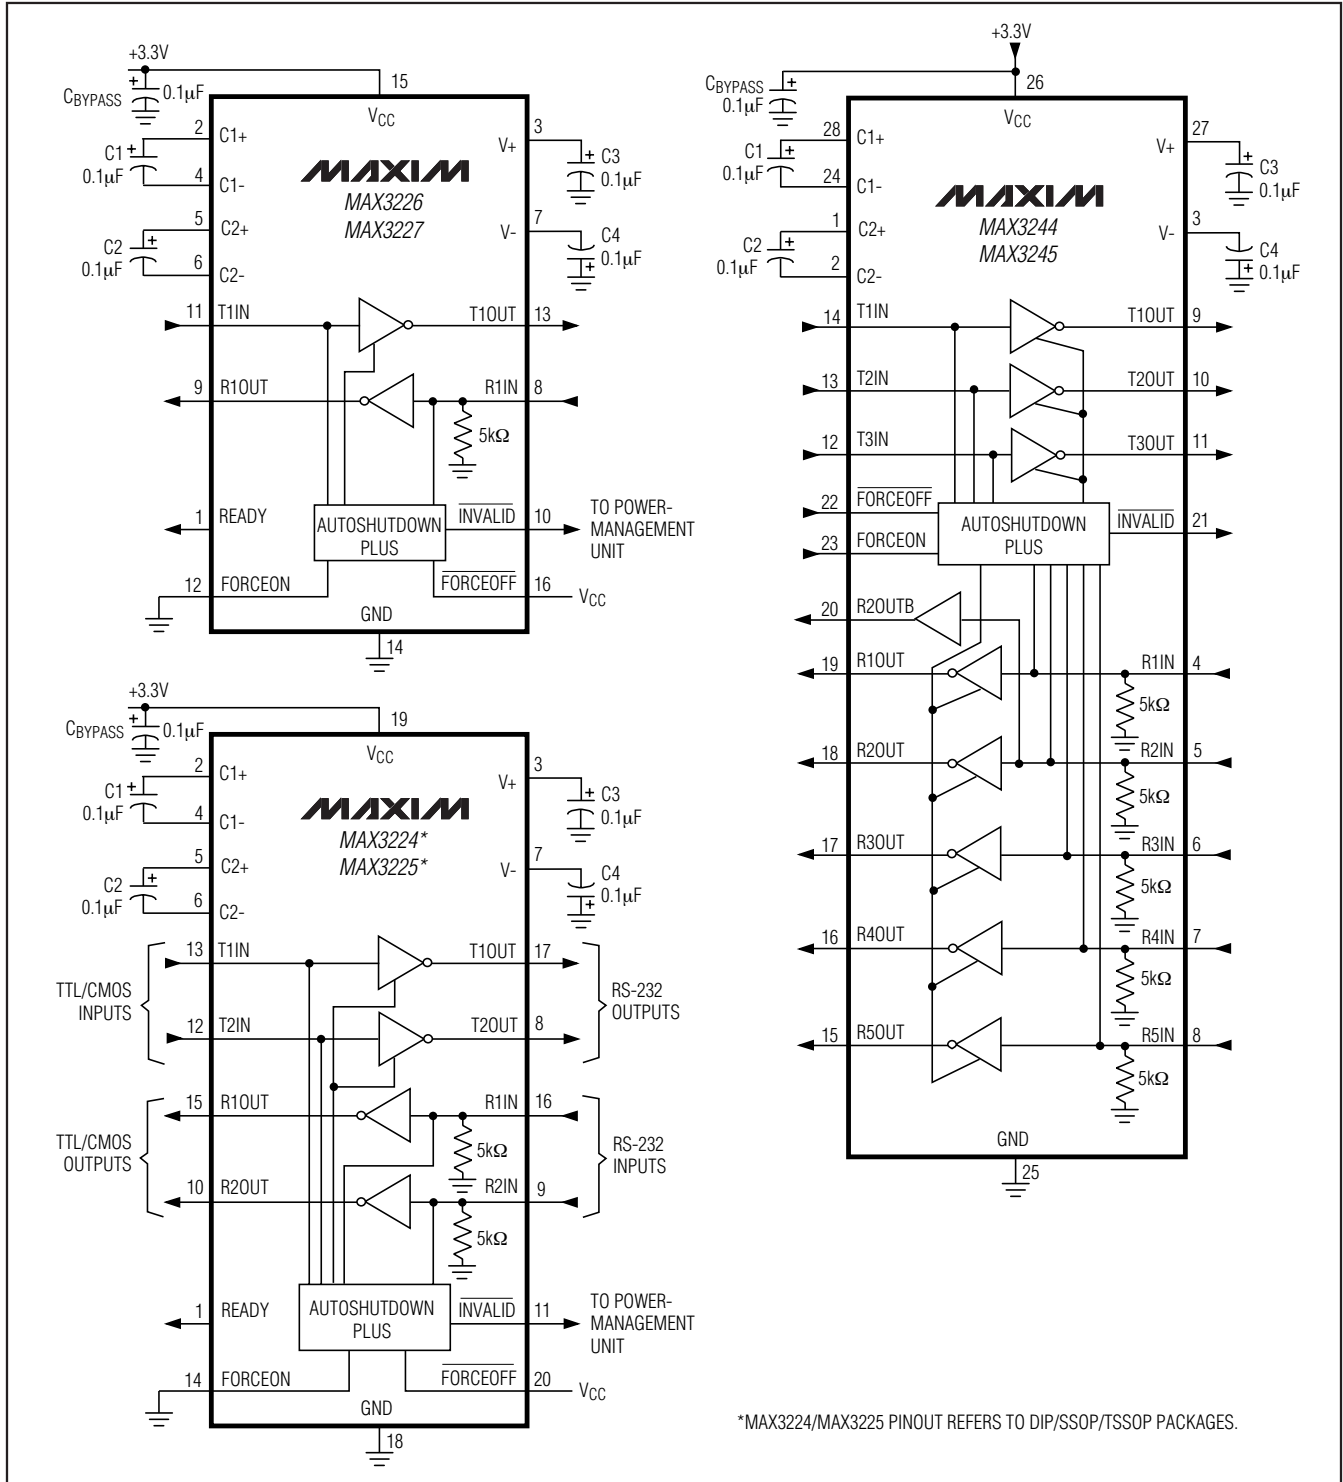 +3.3V
15
CBYPASS
+
0.1µF
VCC
2
C1+
3
V+
C1
+
0.1µF
+
C3
0.1µF
4
C1-
MAXIM
MAX3226
MAX3227
5
C2+
7
V-
C2
+
0.1µF
C4
0.1µF
+
6
C2-
11
T1IN
T1OUT
13
9
R1OUT
R1IN
8
5kΩ
1
READY
AUTOSHUTDOWN
PLUS
INVALID
10
TO POWER-
MANAGEMENT
UNIT
12
FORCEON
FORCEOFF
16
VCC
GND
14
+3.3V
19
CBYPASS
+
0.1µF
VCC
2
C1+
3
V+
C1
+
0.1µF
+
C3
0.1µF
4
C1-
MAXIM
MAX3224*
MAX3225*
5
C2+
7
V-
C2
+
0.1µF
C4
0.1µF
+
6
C2-
TTL/CMOS
INPUTS
13
T1IN
T1OUT
17
12
T2IN
T2OUT
8
RS-232
OUTPUTS
TTL/CMOS
OUTPUTS
15
R1OUT
R1IN
16
5kΩ
10
R2OUT
R2IN
9
5kΩ
RS-232
INPUTS
1
READY
AUTOSHUTDOWN
PLUS
INVALID
11
TO POWER-
MANAGEMENT
UNIT
14
FORCEON
FORCEOFF
20
VCC
GND
18
+3.3V
26
CBYPASS
+
0.1µF
VCC
28
C1+
27
V+
C1
+
0.1µF
+
C3
0.1µF
24
C1-
MAXIM
MAX3244
MAX3245
1
C2+
3
V-
C2
+
0.1µF
C4
+
0.1µF
2
C2-
14
T1IN
T1OUT
9
13
T2IN
T2OUT
10
12
T3IN
T3OUT
11
22
FORCEOFF
AUTOSHUTDOWN
PLUS
INVALID
21
23
FORCEON
20
R2OUTB
19
R1OUT
R1IN
4
5kΩ
18
R2OUT
R2IN
5
5kΩ
17
R3OUT
R3IN
6
5kΩ
16
R4OUT
R4IN
7
5kΩ
15
R5OUT
R5IN
8
5kΩ
GND
25
*MAX3224/MAX3225 PINOUT REFERS TO DIP/SSOP/TSSOP PACKAGES.